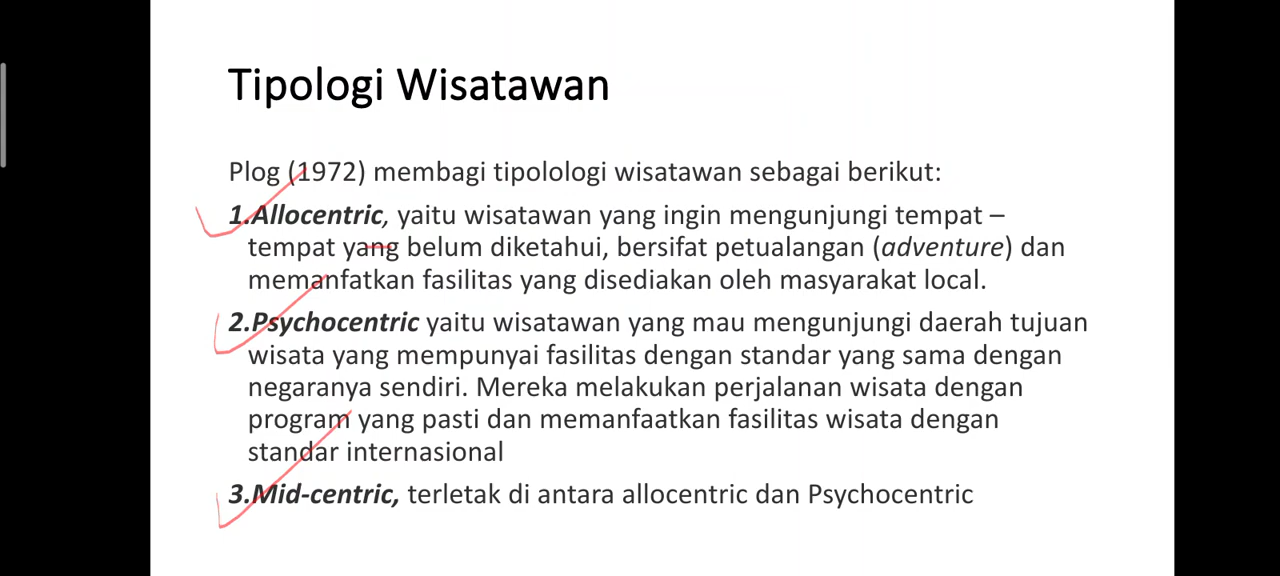 Tipologi Wisatawan
Plog (1972) membagi tipolologi wisatawan sebagai berikut:
1.Allocentric, yaitu wisatawan yang ingin mengunjungi tempat –
tempat yang belum diketahui, bersifat petualangan (adventure) dan
memanfatkan fasilitas yang disediakan oleh masyarakat local.
2.Psychocentric yaitu wisatawan yang mau mengunjungi daerah tujuan
wisata yang mempunyai fasilitas dengan standar yang sama dengan
negaranya sendiri. Mereka melakukan perjalanan wisata dengan
program yang pasti dan memanfaatkan fasilitas wisata dengan
standar internasional
3.Mid-centric, terletak di antara allocentric dan Psychocentric